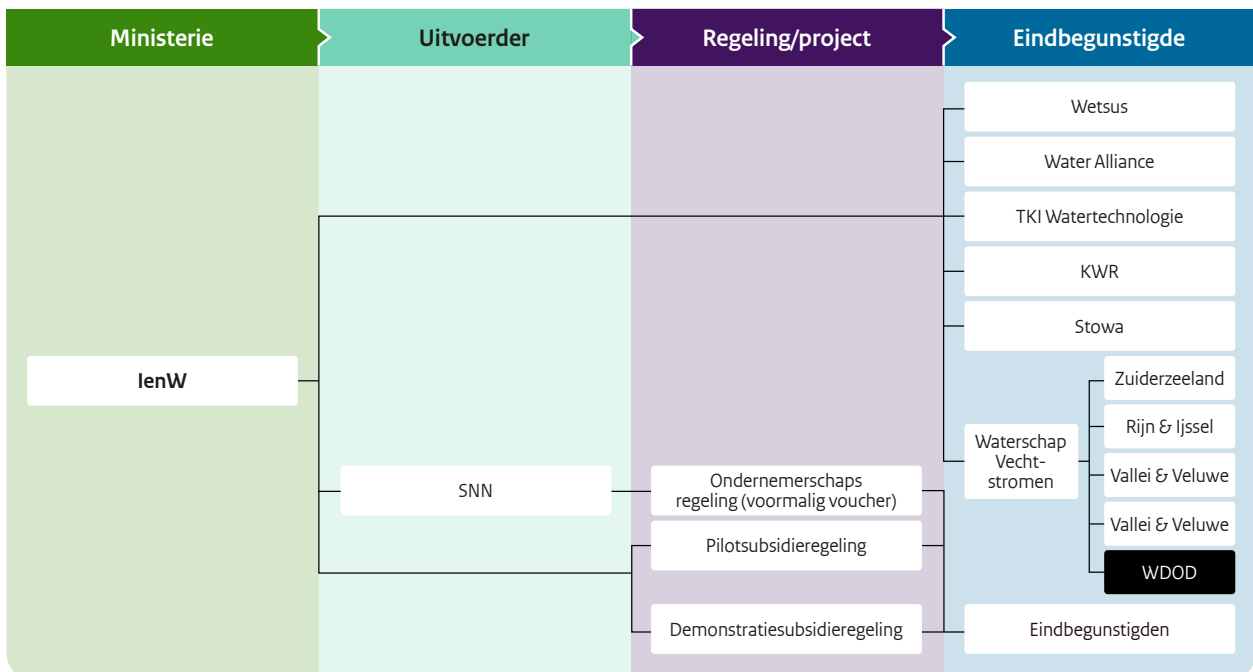 Ministerie
Uitvoerder
Regeling/project
Eindbegunstigde
Wetsus
Water Alliance
TKI Watertechnologie
KWR
Stowa
IenW
Zuiderzeeland
Rijn & Ijssel
Waterschap
Vecht-
stromen
Vallei & Veluwe
Vallei & Veluwe
WDOD
SNN
Ondernemerschaps
regeling (voormalig voucher)
Pilotsubsidieregeling
Demonstratiesubsidieregeling
Eindbegunstigden